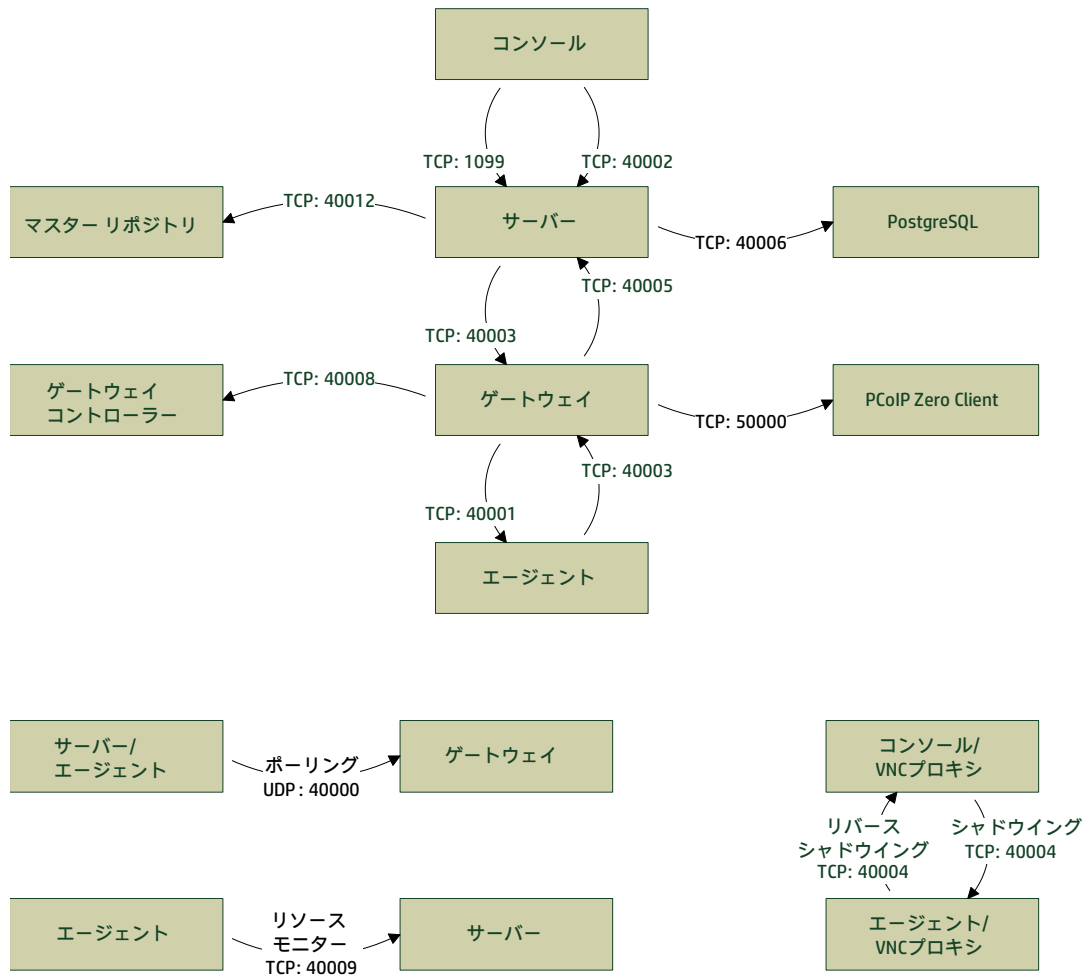 コンソール
TCP: 1099
TCP: 40002
マスター リポジトリ
TCP: 40012
サーバー
TCP: 40006
PostgreSQL
TCP: 40005
TCP: 40003
ゲートウェイ
コントローラー
TCP: 40008
ゲートウェイ
TCP: 50000
PCoIP Zero Client
TCP: 40003
TCP: 40001
エージェント
サーバー/
エージェント
ポーリング
UDP : 40000
ゲートウェイ
コンソール/
VNCプロキシ
リバース
シャドウイング
TCP: 40004
シャドウイング
TCP: 40004
エージェント
リソース
モニター
TCP: 40009
サーバー
エージェント/
VNCプロキシ